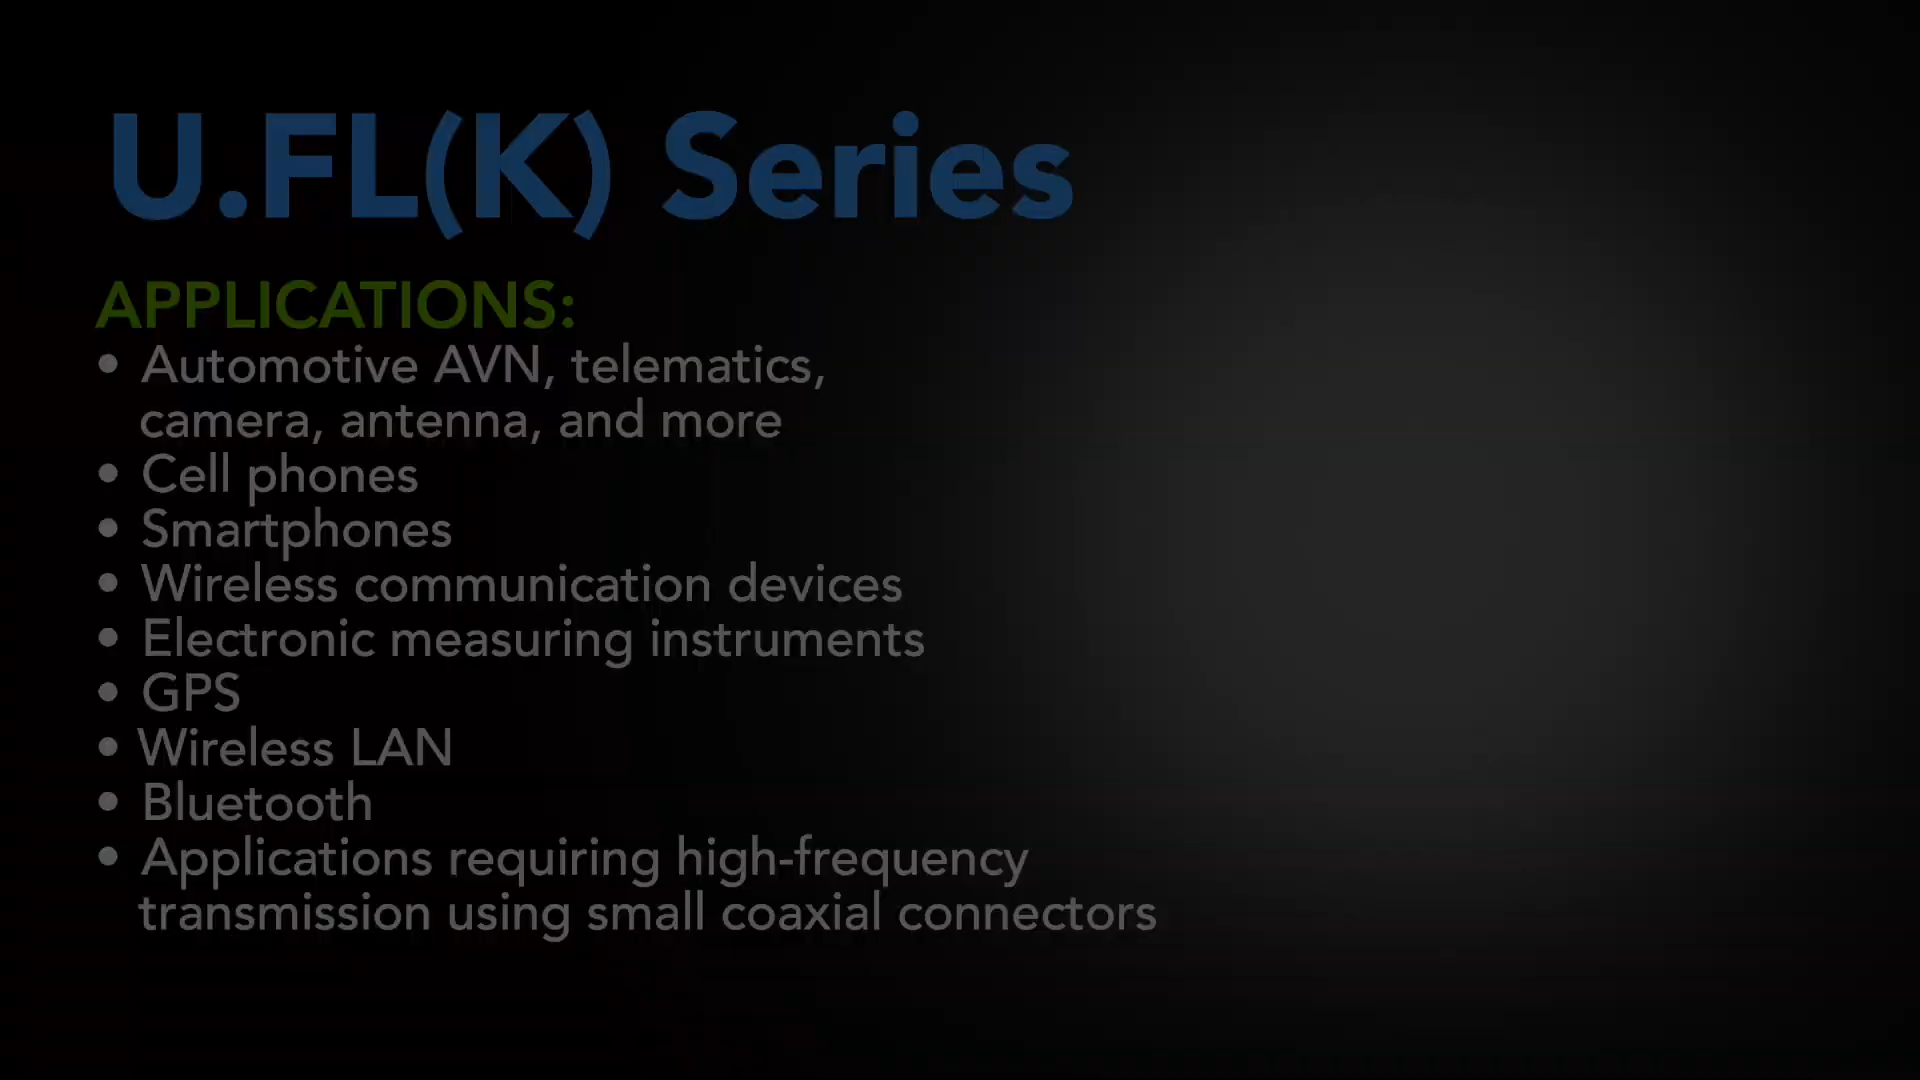 U.FL(K) Series
APPLICATIONS:
• Automotive AVN, telematics,
camera, antenna, and more
• Cell phones
• Smartphones
• Wireless communication devices
• Electronic measuring instruments
• GPS
• Wireless LAN
• Bluetooth
• Applications requiring high-frequency
transmission using small coaxial connectors